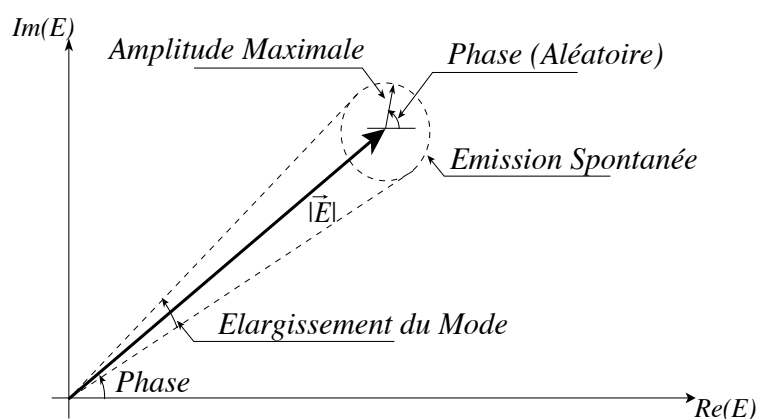 Im(E)
Amplitude Maximale
Phase (Aléatoire)
Emission Spontanée
|E|
Elargissement du Mode
Phase
Re(E)